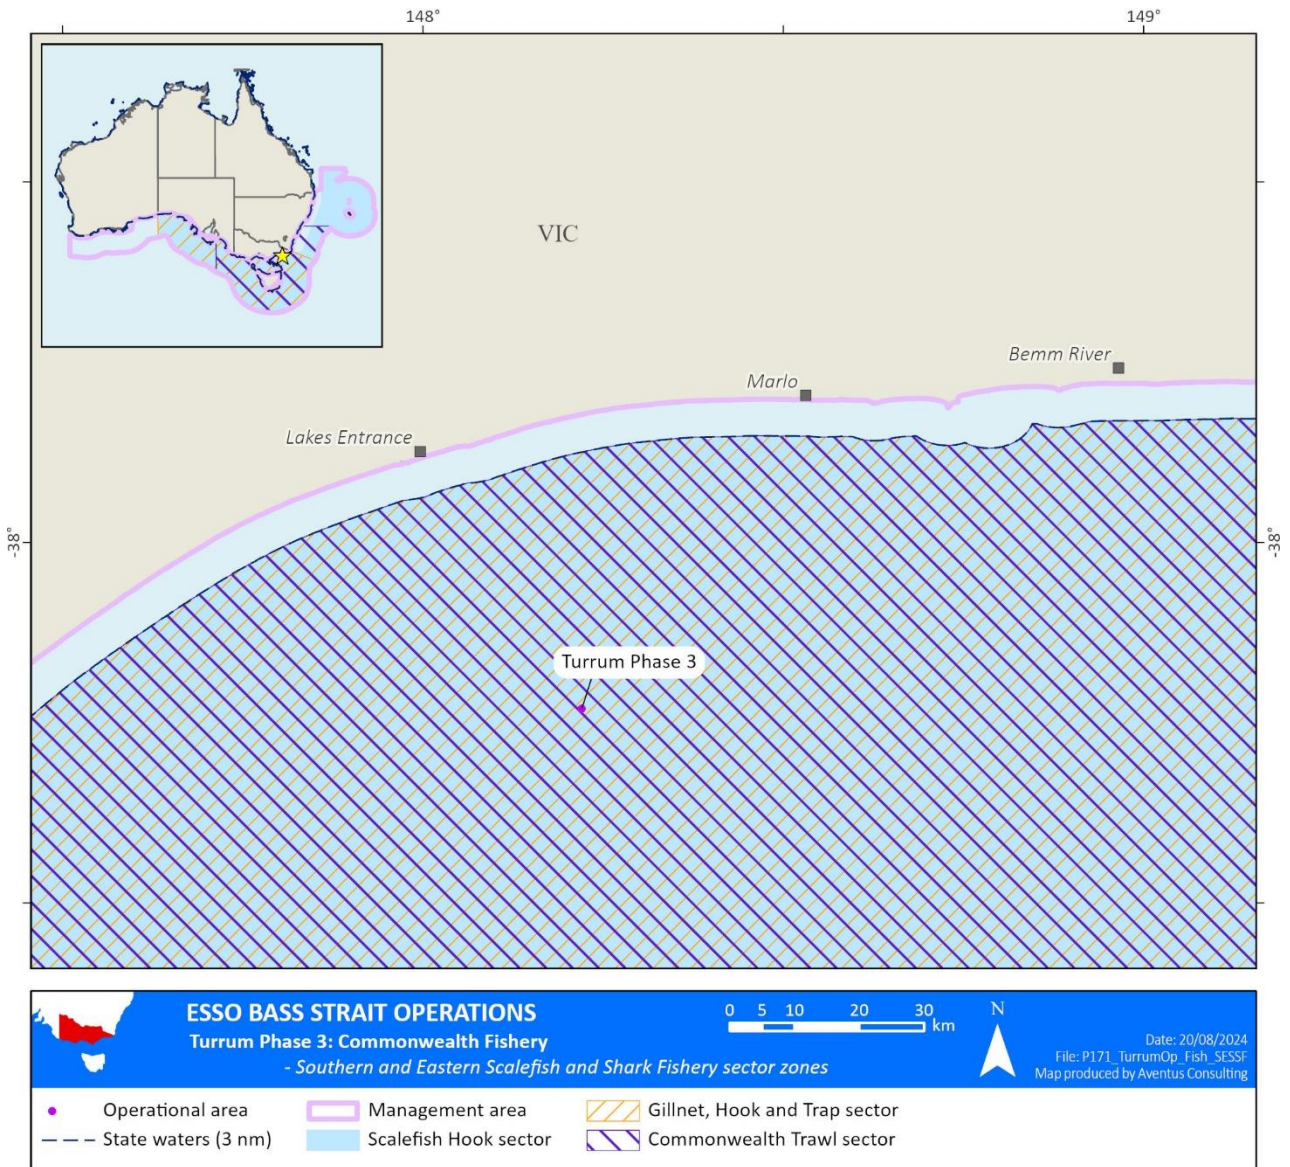 148°
149°
VIC
Bemm River
Marlo
Lakes Entrance
-38°
-38°
Turrum Phase 3
ESSO BASS STRAIT OPERATIONS
Turrum Phase 3: Commonwealth Fishery
- Southern and Eastern Scalefish and Shark Fishery sector zones
0 5 10 20 30
km
N
Date: 20/08/2024
File: P171_TurrumOp_Fish_SESSF
Map produced by Aventus Consulting
Operational area
Management area
Gillnet, Hook and Trap sector
State waters (3 nm)
Scalefish Hook sector
Commonwealth Trawl sector